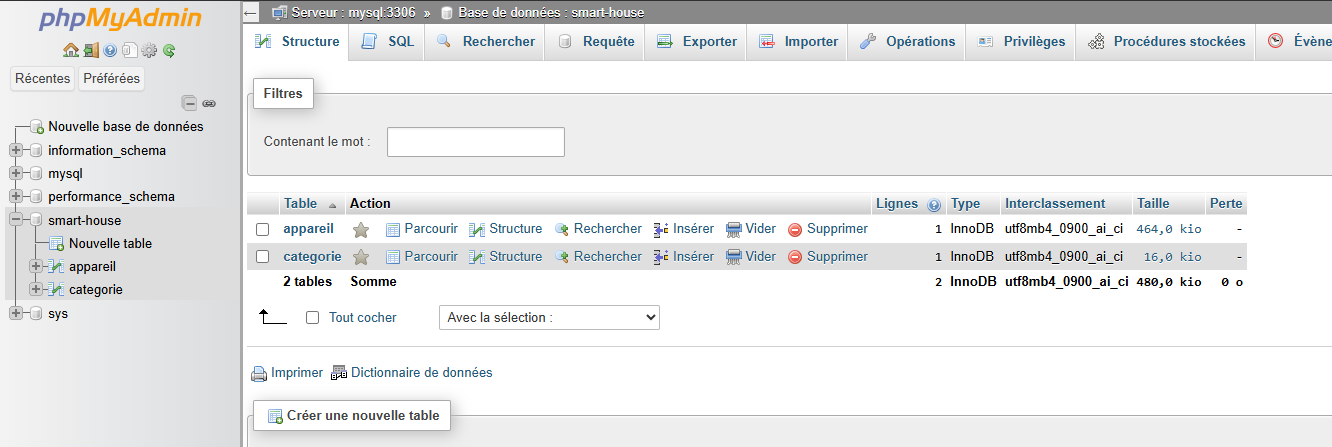 phpMyAdmin
Récentes Préférées
Nouvelle base de données
information_schema
mysql
performance_schema
smart-house
Nouvelle table
appareil
categorie
sys
Serveur : mysql:3306 » Base de données : smart-house
Structure SQL Rechercher Requête Exporter Importer Opérations Privilèges Procédures stockées Évène
Filtres
Contenant le mot :
Table Action Lignes Type Interclassement Taille Perte
appareil Parcourir Structure Rechercher Insérer Vider Supprimer 1 InnoDB utf8mb4_0900_ai_ci 464,0 kio -
categorie Parcourir Structure Rechercher Insérer Vider Supprimer 1 InnoDB utf8mb4_0900_ai_ci 16,0 kio -
2 tables Somme 2 InnoDB utf8mb4_0900_ai_ci 480,0 kio 0 o
Tout cocher Avec la sélection :
Imprimer Dictionnaire de données
Créer une nouvelle table